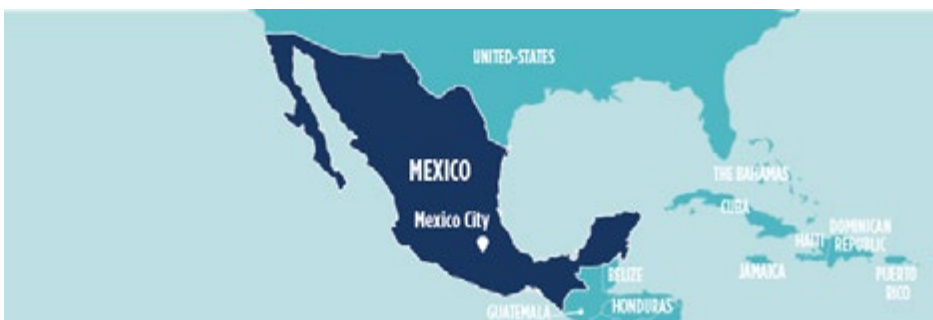 UNITED-STATES
MEXICO
Mexico City
THE BAHAMAS
CUBA
HAITI
DOMINICAN
REPUBLIC
JAMAICA
PUERTO
RICO
BELIZE
HONDURAS
GUATEMALA